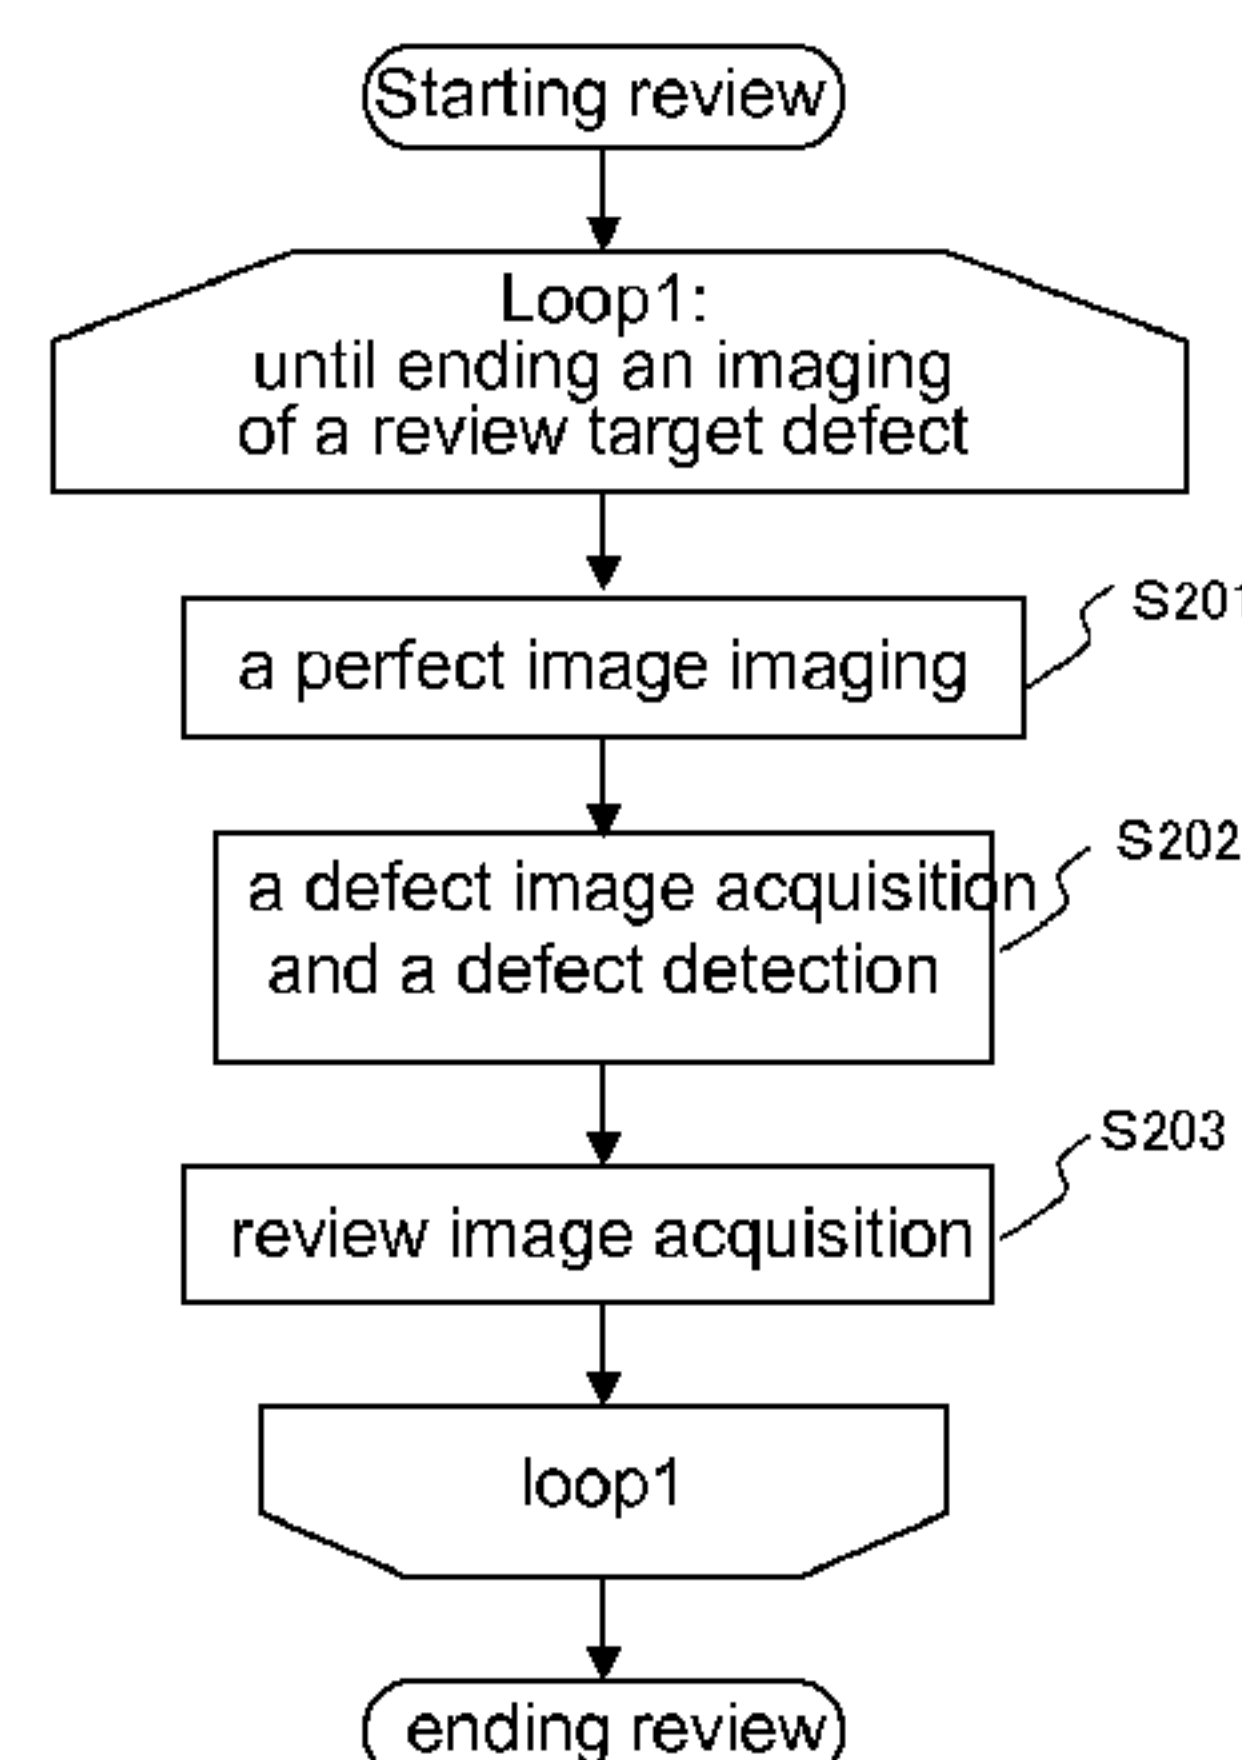 Starting review
Loop1:
until ending an imaging
of a review target defect
S201
a perfect image imaging
S202
a defect image acquisition
and a defect detection
S203
review image acquisition
loop1
ending review